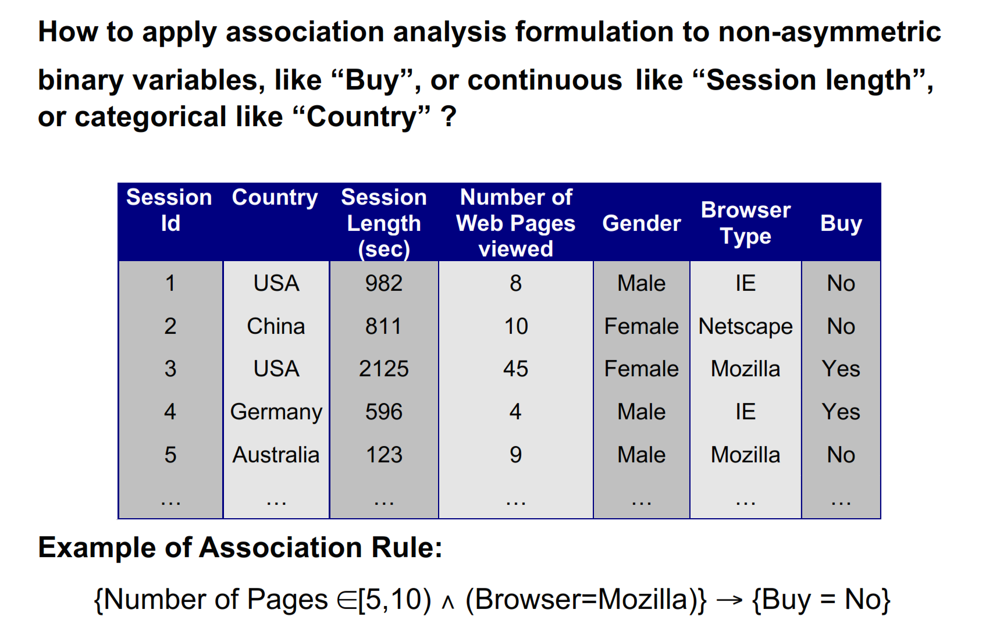 How to apply association analysis formulation to non-asymmetric
binary variables, like “Buy”, or continuous like “Session length”,
or categorical like “Country” ?
Session Id Country Session Length (sec) Number of Web Pages viewed Gender Browser Type Buy
1 USA 982 8 Male IE No
2 China 811 10 Female Netscape No
3 USA 2125 45 Female Mozilla Yes
4 Germany 596 4 Male IE Yes
5 Australia 123 9 Male Mozilla No
… … … … … … …
Example of Association Rule:
{Number of Pages ∈[5,10) ∧ (Browser=Mozilla)} → {Buy = No}